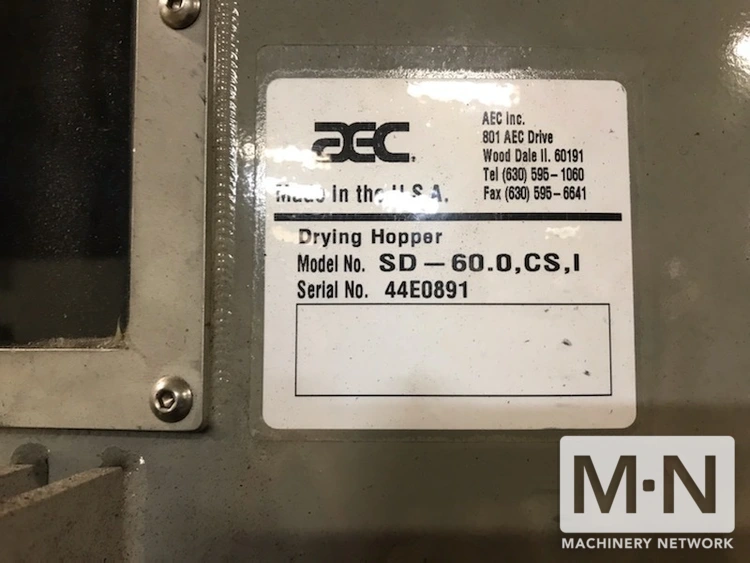 AEC
AEC Inc.
801 AEC Drive
Wood Dale Il. 60191
Tel (630) 595-1060
Fax (630) 595-6641
Made in the U.S.A.
Drying Hopper
Model No. SD-60.0,CS,I
Serial No. 44E0891
M·N
MACHINERY NETWORK